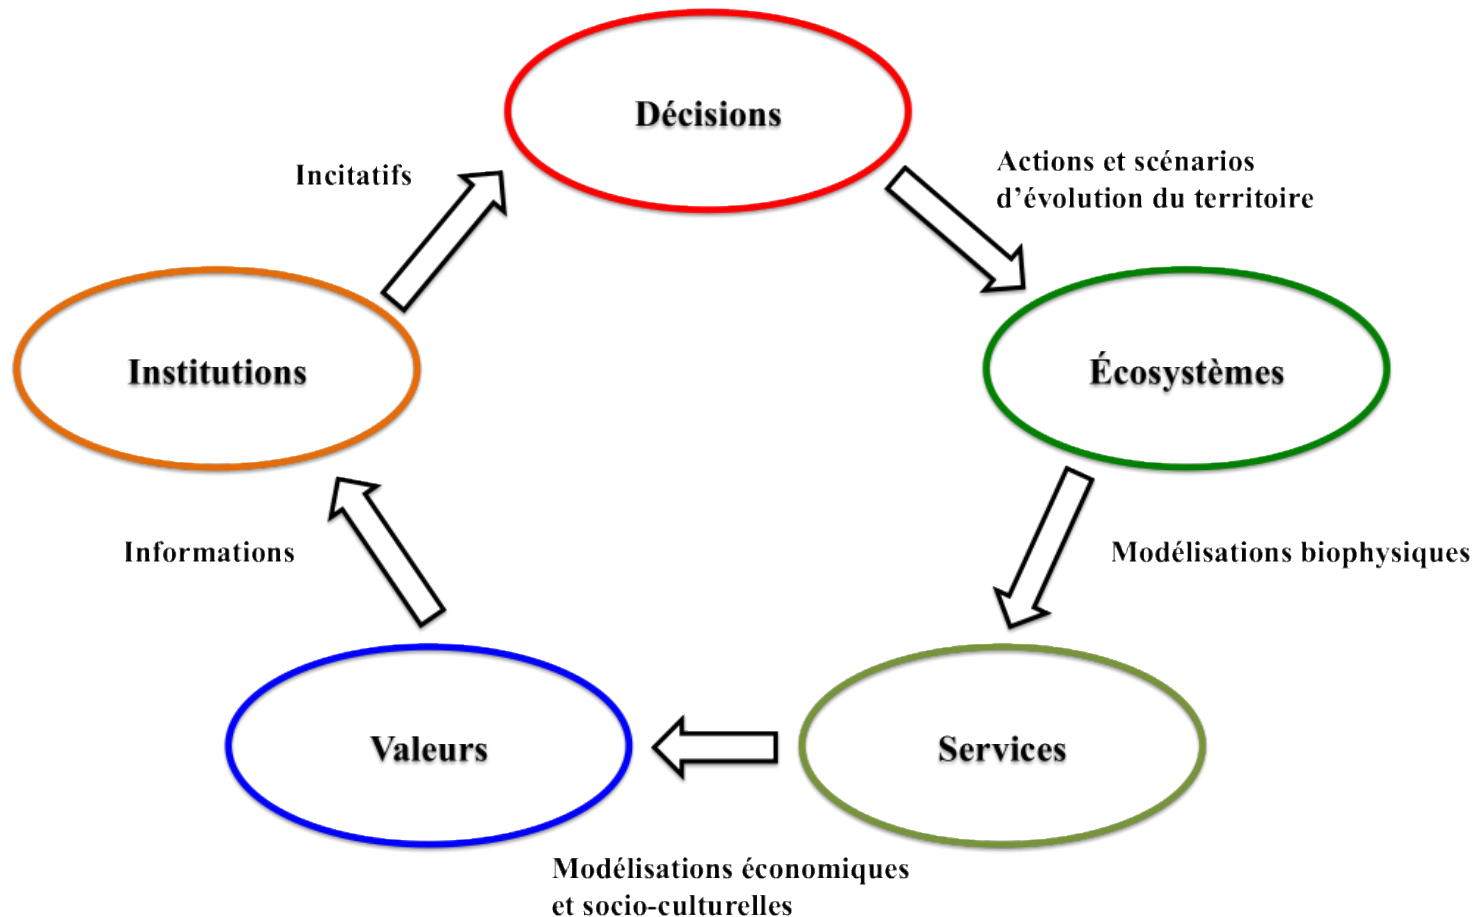 Décisions
Incitatifs
Actions et scénarios
d’évolution du territoire
Institutions
Écosystèmes
Informations
Modélisations biophysiques
Valeurs
Services
Modélisations économiques
et socio-culturelles